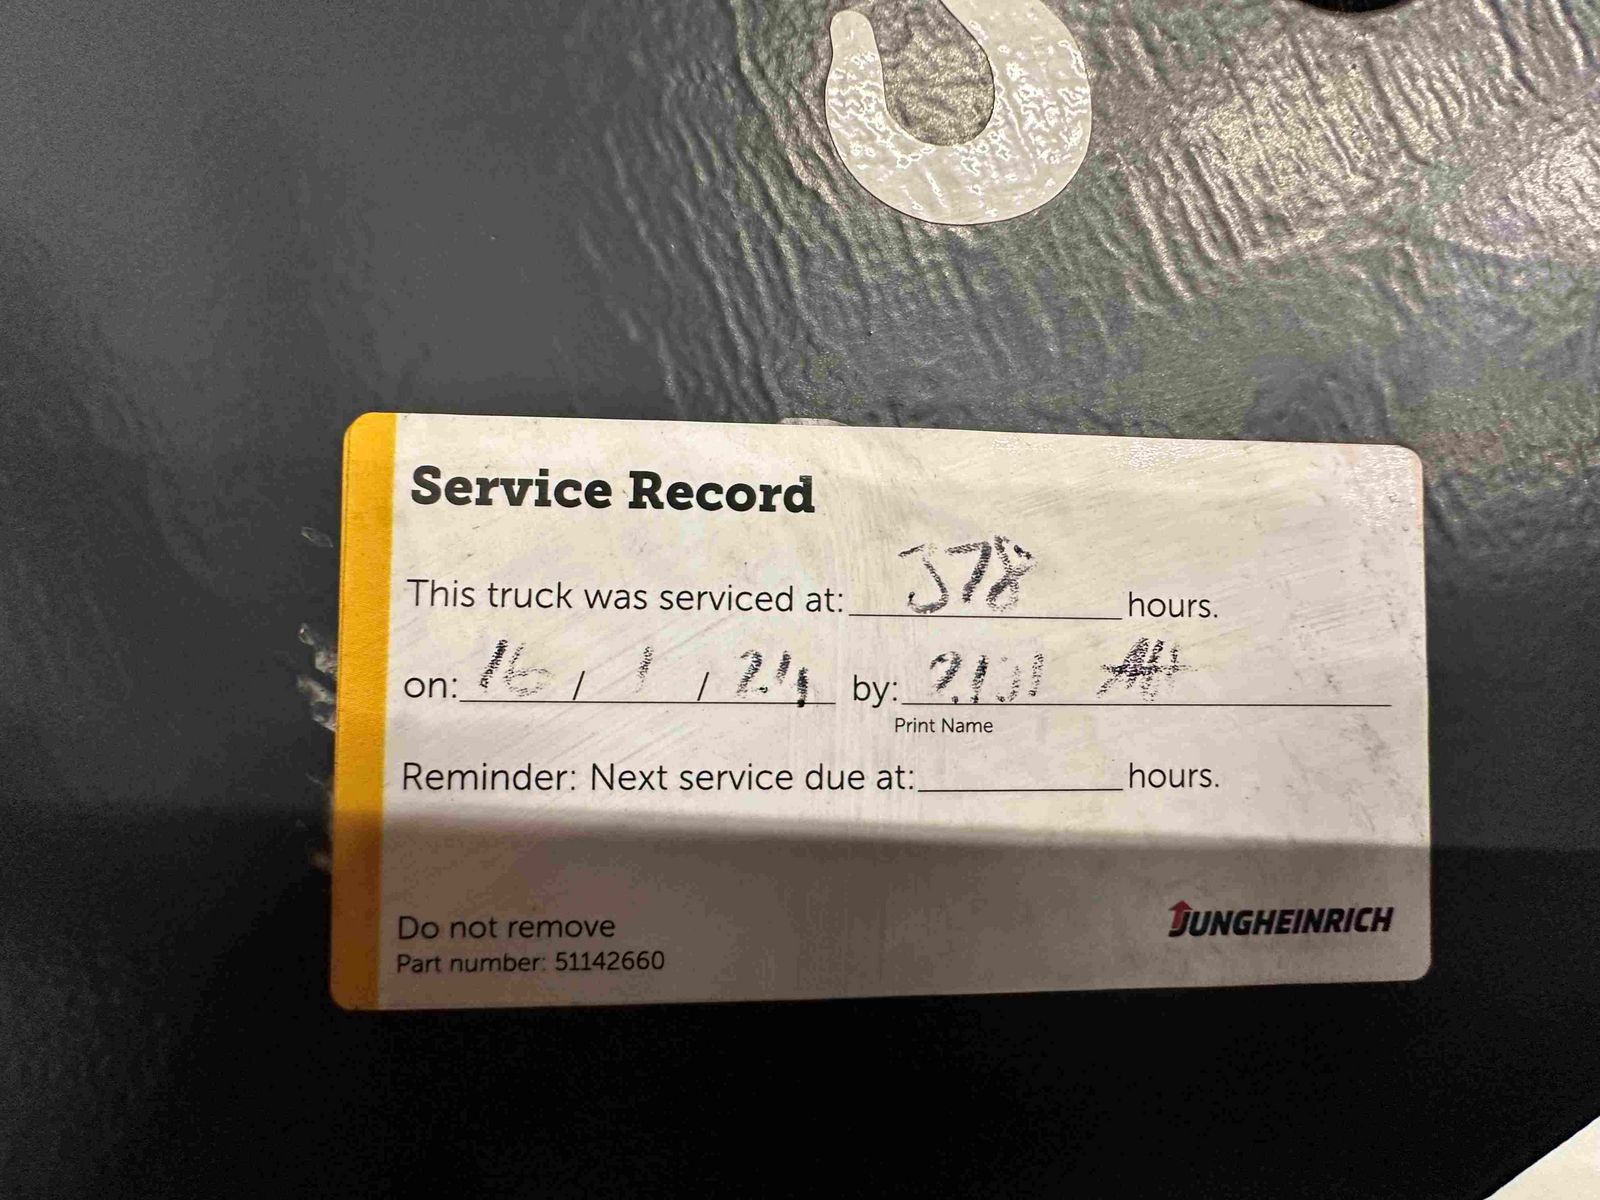 Service Record
This truck was serviced at: 378 hours.
on: 16 / 1 / 24 by:
Print Name
Reminder: Next service due at: hours.
Do not remove
Part number: 51142660
JUNGHEINRICH